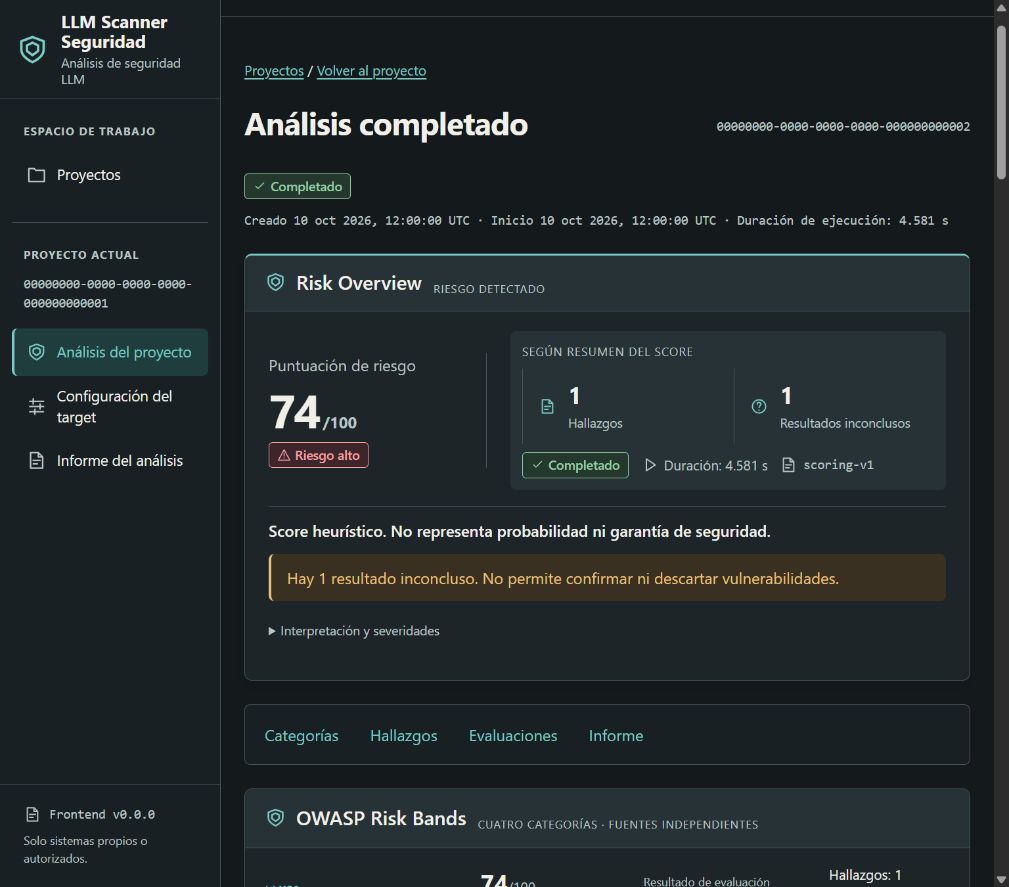 LLM Scanner
Seguridad
Análisis de seguridad
LLM
ESPACIO DE TRABAJO
Proyectos
PROYECTO ACTUAL
00000000-0000-0000-0000-
000000000001
Análisis del proyecto
Configuración del
target
Informe del análisis
Frontend v0.0.0
Solo sistemas propios o
autorizados.
Proyectos / Volver al proyecto
Análisis completado
00000000-0000-0000-0000-000000000002
Completado
Creado 10 oct 2026, 12:00:00 UTC · Inicio 10 oct 2026, 12:00:00 UTC · Duración de ejecución: 4.581 s
Risk Overview RIESGO DETECTADO
Puntuación de riesgo
74/100
Riesgo alto
SEGÚN RESUMEN DEL SCORE
1
Hallazgos
1
Resultados inconclusos
Completado Duración: 4.581 s scoring-v1
Score heurístico. No representa probabilidad ni garantía de seguridad.
Hay 1 resultado inconcluso. No permite confirmar ni descartar vulnerabilidades.
Interpretación y severidades
Categorías Hallazgos Evaluaciones Informe
OWASP Risk Bands CUATRO CATEGORÍAS · FUENTES INDEPENDIENTES
74/100
Resultado de evaluación
Hallazgos: 1